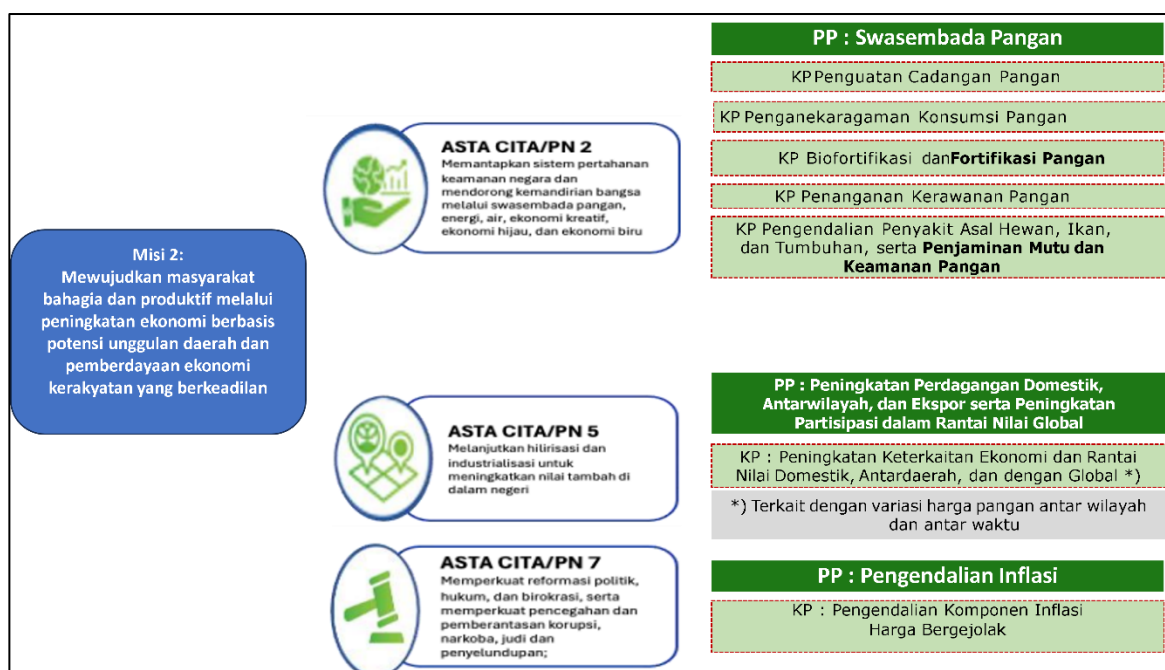 Misi 2:
Mewujudkan masyarakat
bahagia dan produktif melalui
peningkatan ekonomi berbasis
potensi unggulan daerah dan
pemberdayaan ekonomi
kerakyatan yang berkeadilan
ASTA CITA/PN 2
Memantapkan sistem pertahanan
keamanan negara dan
mendorong kemandirian bangsa
melalui swasembada pangan,
energi, air, ekonomi kreatif,
ekonomi hijau, dan ekonomi biru
PP : Swasembada Pangan
KP Penguatan Cadangan Pangan
KP Penganekaragaman Konsumsi Pangan
KP Biofortifikasi dan Fortifikasi Pangan
KP Penanganan Kerawanan Pangan
KP Pengendalian Penyakit Asal Hewan, Ikan,
dan Tumbuhan, serta Penjaminan Mutu dan
Keamanan Pangan
ASTA CITA/PN 5
Melanjutkan hilirisasi dan
industrialisasi untuk
meningkatkan nilai tambah di
dalam negeri
PP : Peningkatan Perdagangan Domestik,
Antarwilayah, dan Ekspor serta Peningkatan
Partisipasi dalam Rantai Nilai Global
KP : Peningkatan Keterkaitan Ekonomi dan Rantai
Nilai Domestik, Antardaerah, dan dengan Global *)
*) Terkait dengan variasi harga pangan antar wilayah
dan antar waktu
ASTA CITA/PN 7
Memperkuat reformasi politik,
hukum, dan birokrasi, serta
memperkuat pencegahan dan
pemberantasan korupsi,
narkoba, judi dan
penyelundupan;
PP : Pengendalian Inflasi
KP : Pengendalian Komponen Inflasi
Harga Bergejolak